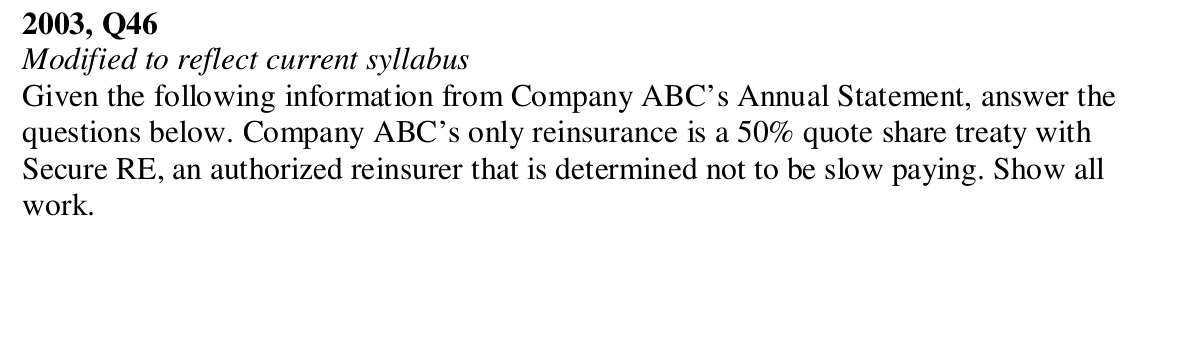 2003, Q46
Modified to reflect current syllabus
Given the following information from Company ABC's Annual Statement, answer the
questions below. Company ABC's only reinsurance is a 50% quote share treaty with
Secure RE, an authorized reinsurer that is determined not to be slow paying. Show all
work.